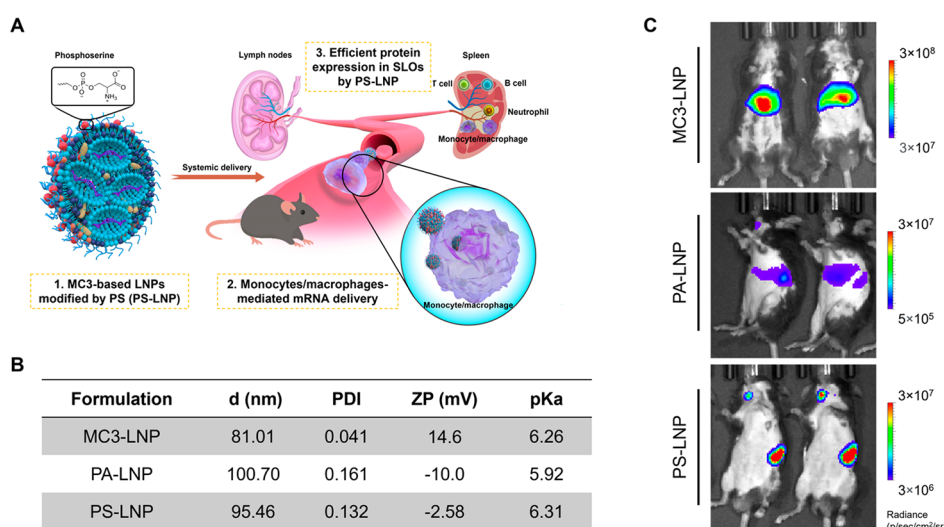 A
Phosphoserine
Lymph nodes
3. Efficient protein
expression in SLOs
by PS-LNP
Spleen
T cell
B cell
Neutrophil
Monocyte/macrophage
Systemic delivery
1. MC3-based LNPs
modified by PS (PS-LNP)
2. Monocytes/macrophages-
mediated mRNA delivery
Monocyte/macrophage
B
Formulation d (nm) PDI ZP (mV) pKa
MC3-LNP 81.01 0.041 14.6 6.26
PA-LNP 100.70 0.161 -10.0 5.92
PS-LNP 95.46 0.132 -2.58 6.31
C
MC3-LNP
3×10⁸
3×10⁷
PA-LNP
3×10⁷
5×10⁵
PS-LNP
3×10⁷
3×10⁶
Radiance